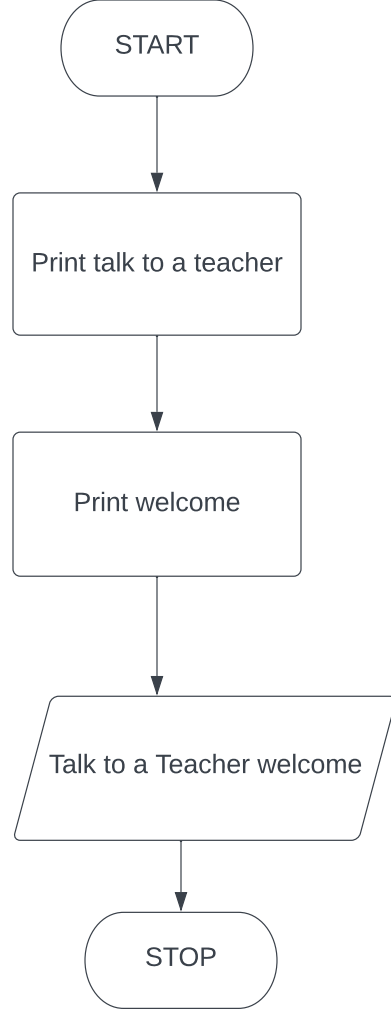 START
Print talk to a teacher
Print welcome
Talk to a Teacher welcome
STOP